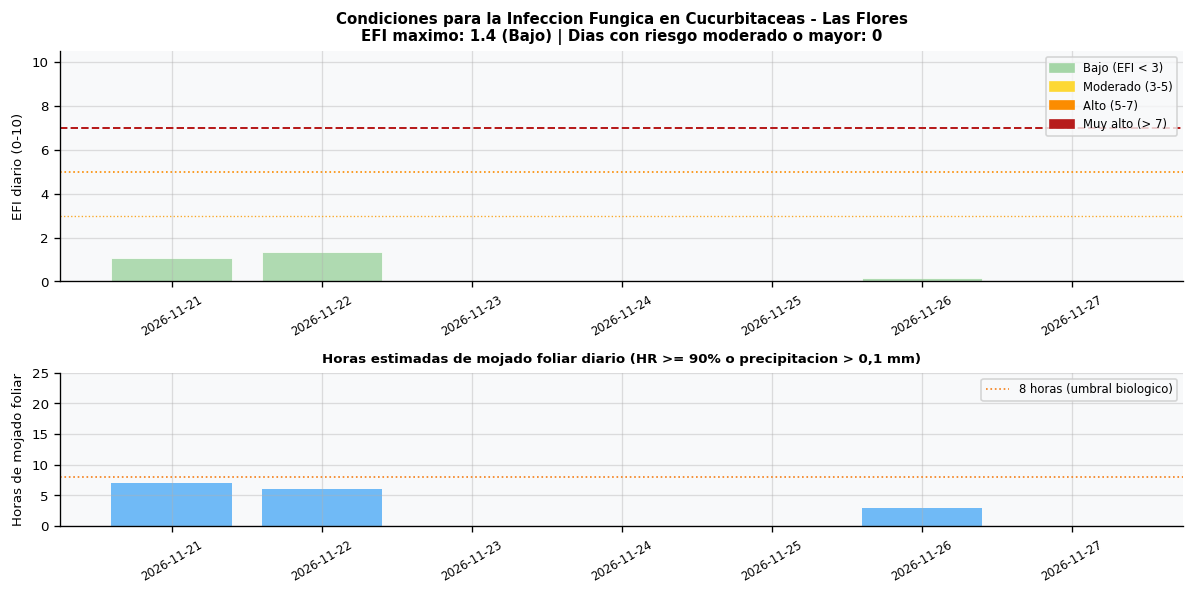 Condiciones para la Infeccion Fungica en Cucurbitaceas - Las Flores
EFI maximo: 1.4 (Bajo) | Dias con riesgo moderado o mayor: 0
EFI diario (0-10)
10
8
6
4
2
0
Bajo (EFI < 3)
Moderado (3-5)
Alto (5-7)
Muy alto (> 7)
2026-11-21
2026-11-22
2026-11-23
2026-11-24
2026-11-25
2026-11-26
2026-11-27
Horas estimadas de mojado foliar diario (HR >= 90% o precipitacion > 0,1 mm)
Horas de mojado foliar
25
20
15
10
5
0
8 horas (umbral biologico)
2026-11-21
2026-11-22
2026-11-23
2026-11-24
2026-11-25
2026-11-26
2026-11-27